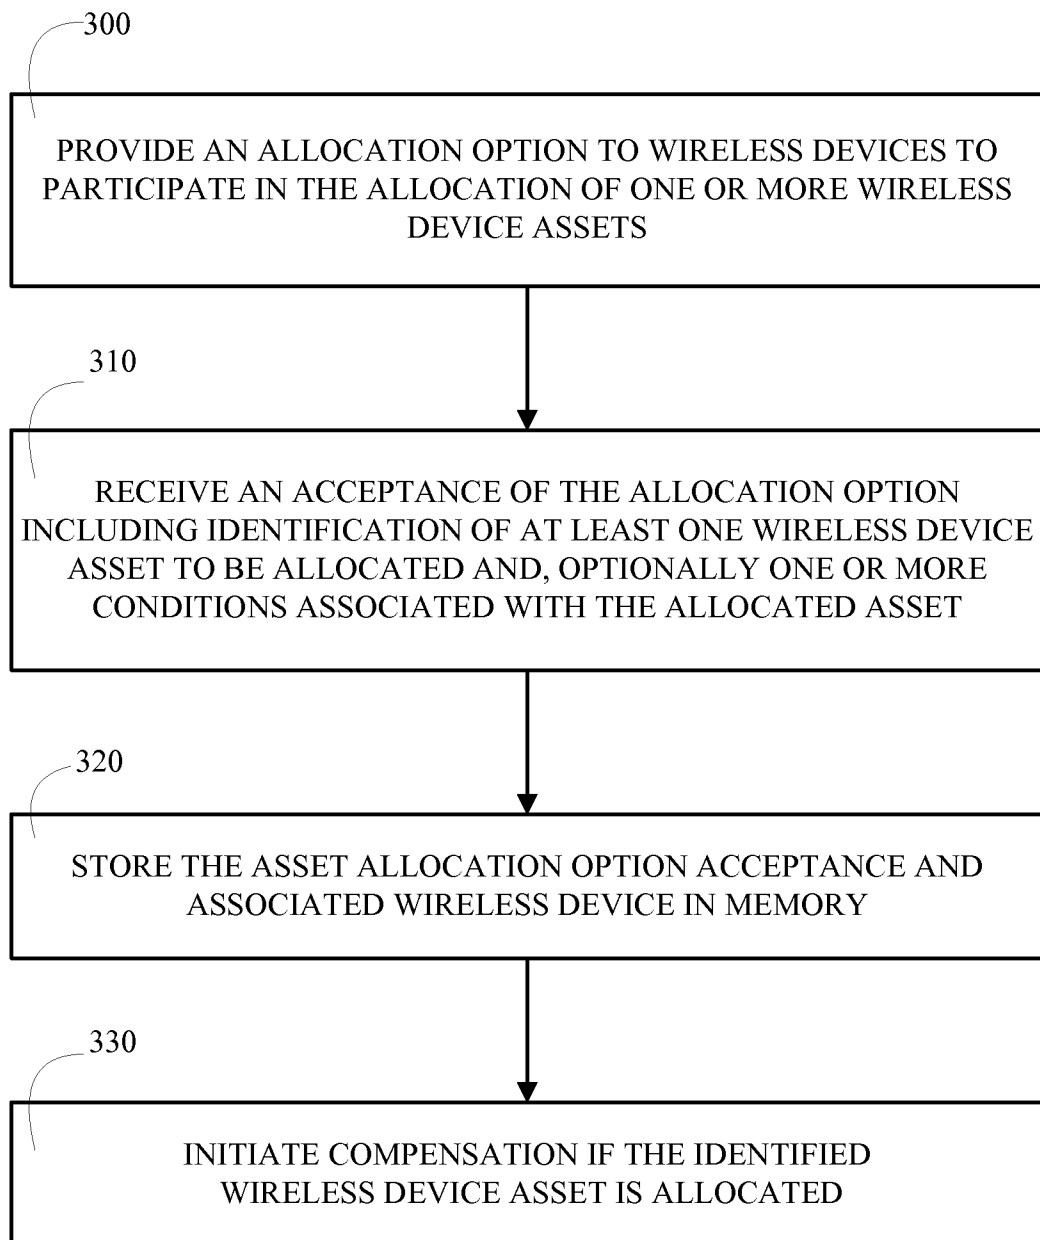 300
PROVIDE AN ALLOCATION OPTION TO WIRELESS DEVICES TO
PARTICIPATE IN THE ALLOCATION OF ONE OR MORE WIRELESS
DEVICE ASSETS
310
RECEIVE AN ACCEPTANCE OF THE ALLOCATION OPTION
INCLUDING IDENTIFICATION OF AT LEAST ONE WIRELESS DEVICE
ASSET TO BE ALLOCATED AND, OPTIONALLY ONE OR MORE
CONDITIONS ASSOCIATED WITH THE ALLOCATED ASSET
320
STORE THE ASSET ALLOCATION OPTION ACCEPTANCE AND
ASSOCIATED WIRELESS DEVICE IN MEMORY
330
INITIATE COMPENSATION IF THE IDENTIFIED
WIRELESS DEVICE ASSET IS ALLOCATED